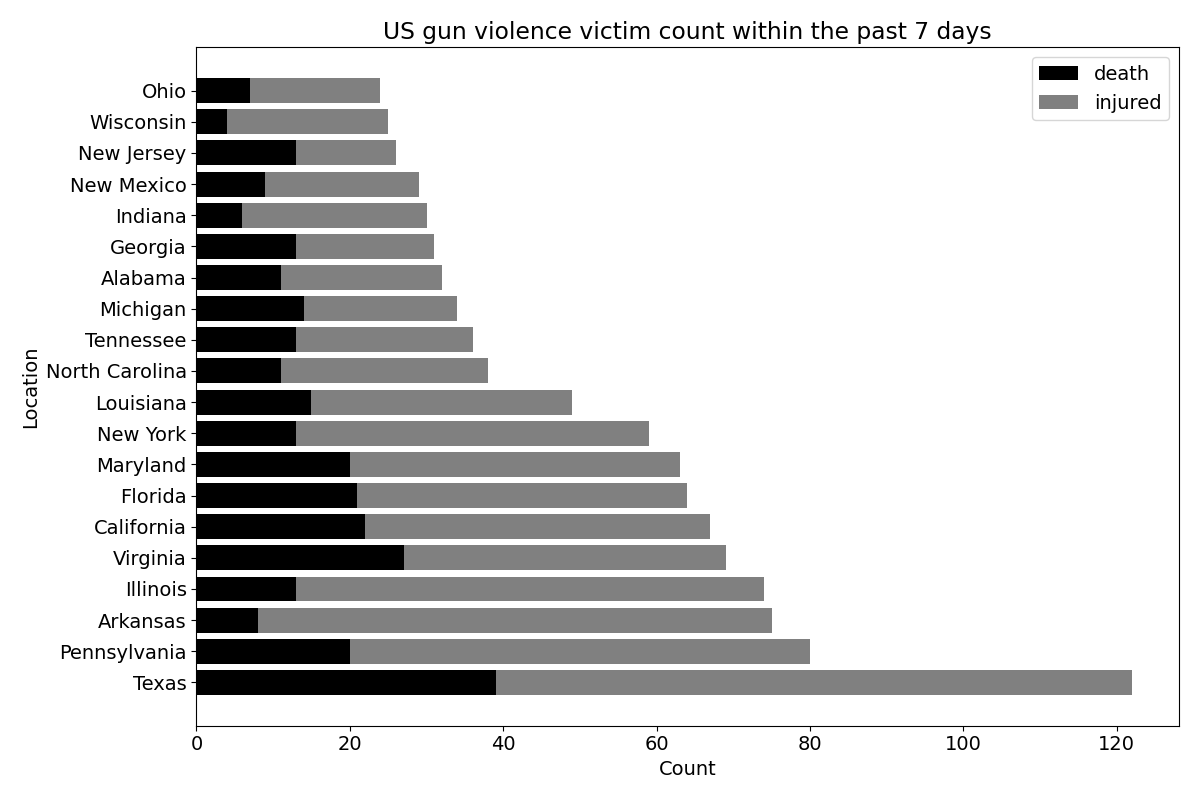 US gun violence victim count within the past 7 days
death
injured
Ohio
Wisconsin
New Jersey
New Mexico
Indiana
Georgia
Alabama
Michigan
Tennessee
North Carolina
Louisiana
New York
Maryland
Florida
California
Virginia
Illinois
Arkansas
Pennsylvania
Texas
Location
0 20 40 60 80 100 120
Count